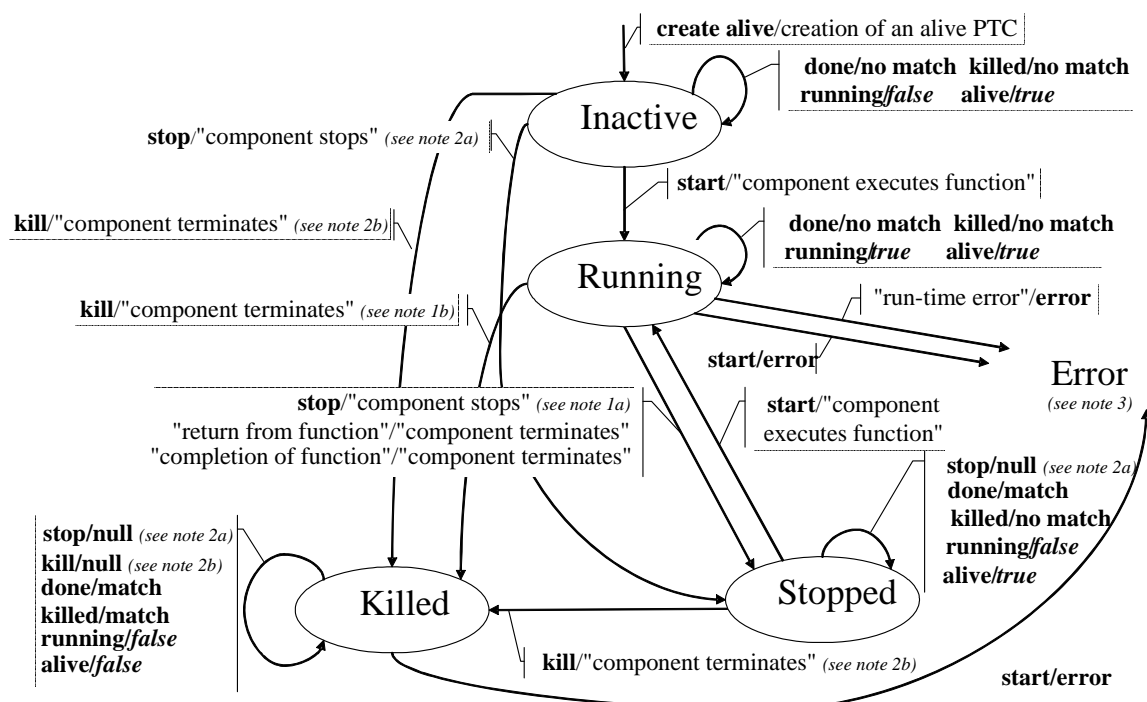 create alive/creation of an alive PTC
done/no match killed/no match
running/false alive/true
Inactive
stop/"component stops" (see note 2a)
start/"component executes function"
kill/"component terminates" (see note 2b)
done/no match killed/no match
running/true alive/true
Running
"run-time error"/error
kill/"component terminates" (see note 1b)
start/error
Error
(see note 3)
stop/"component stops" (see note 1a)
"return from function"/"component terminates"
"completion of function"/"component terminates"
start/"component
executes function"
stop/null (see note 2a)
done/match
killed/no match
running/false
alive/true
stop/null (see note 2a)
kill/null (see note 2b)
done/match
killed/match
running/false
alive/false
Killed
Stopped
kill/"component terminates" (see note 2b)
start/error